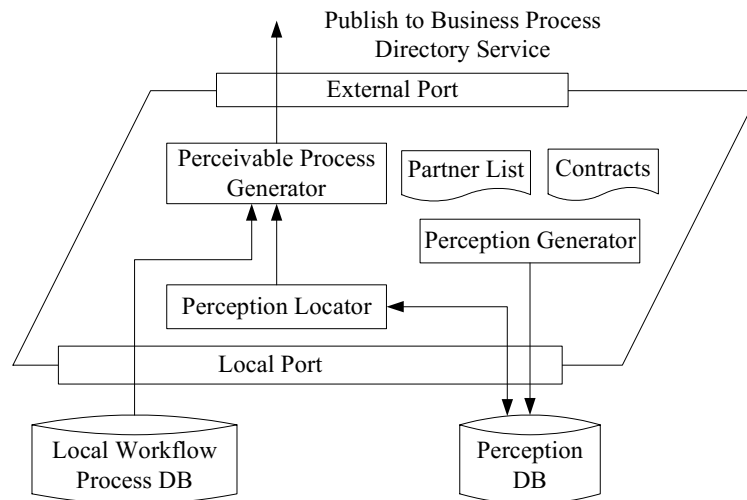 Publish to Business Process
Directory Service
External Port
Perceivable Process
Generator
Partner List
Contracts
Perception Generator
Perception Locator
Local Port
Local Workflow
Process DB
Perception
DB